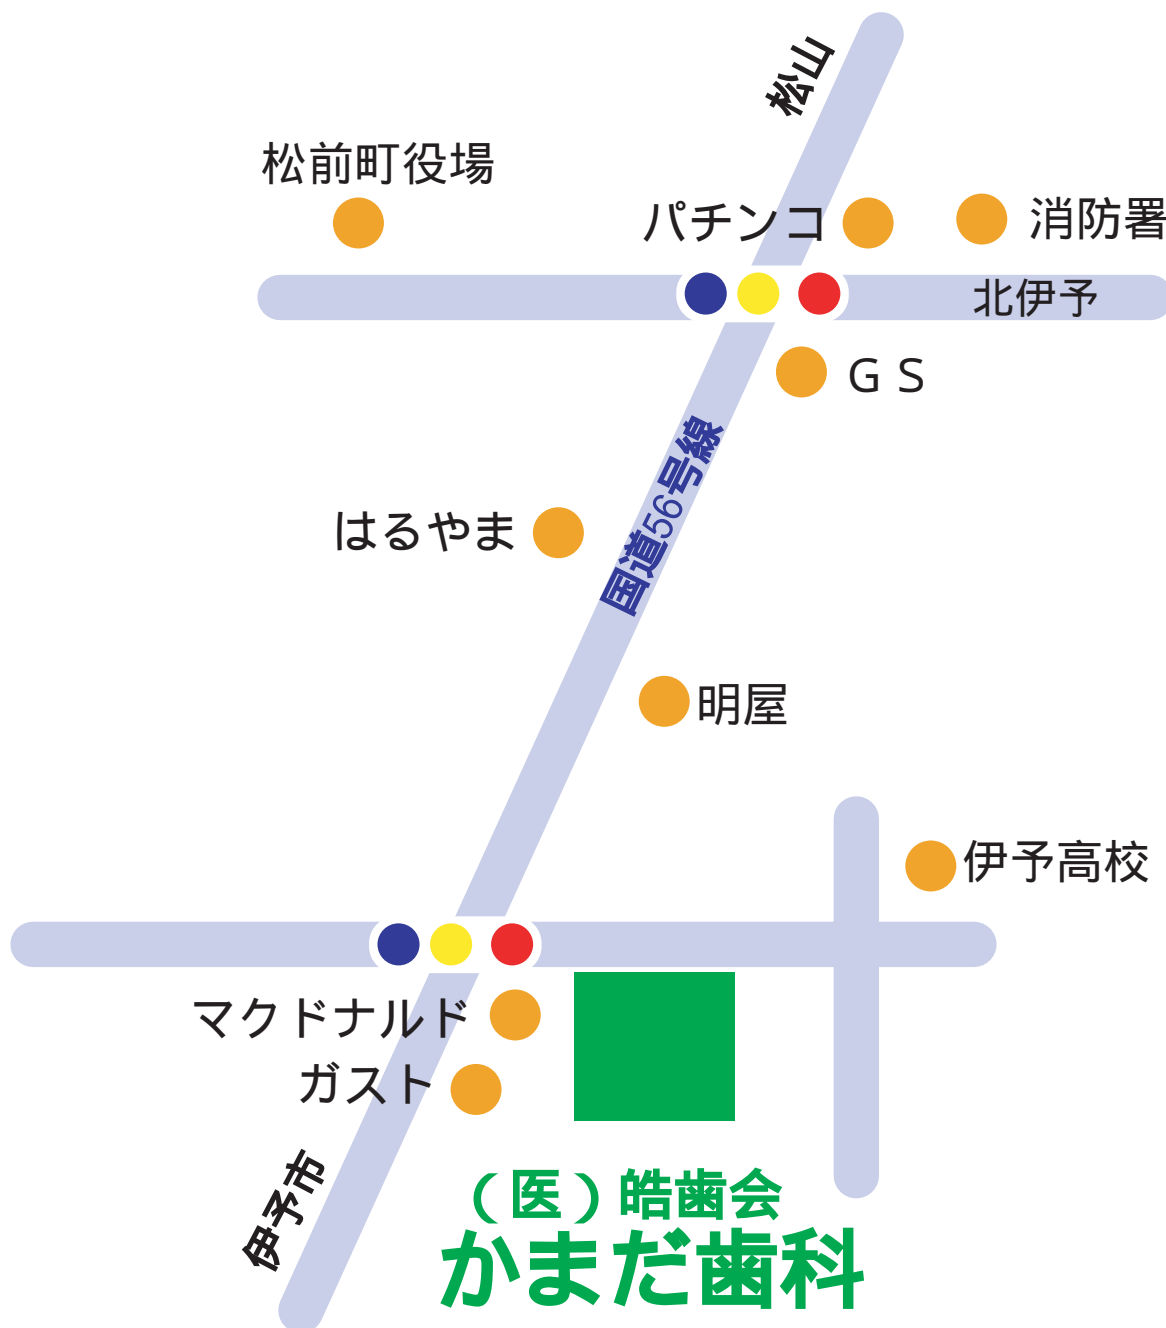 松山
松前町役場
パチンコ
消防署
北伊予
ＧＳ
国道56号線
はるやま
明屋
伊予高校
マクドナルド
ガスト
伊予市
（医）皓歯会
かまだ歯科